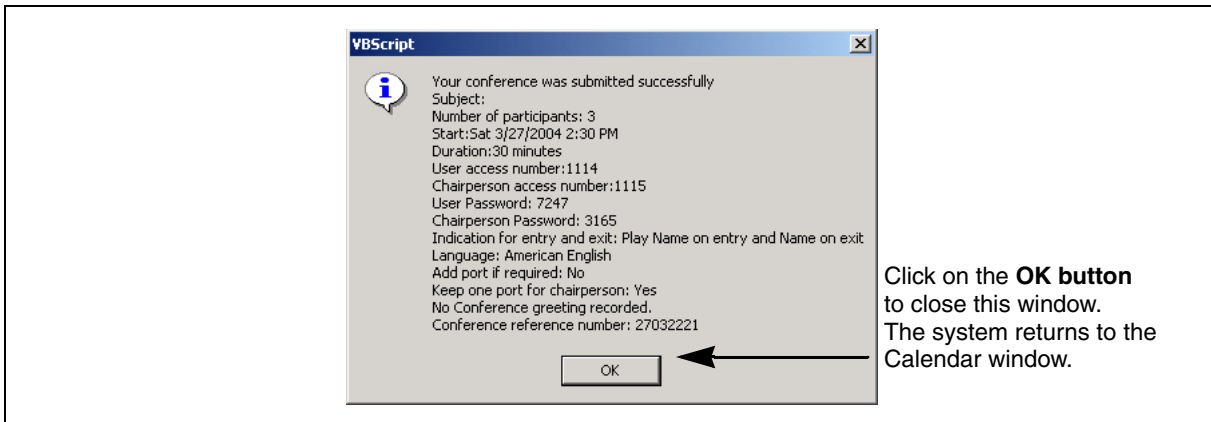 VBScript
Your conference was submitted successfully
Subject:
Number of participants: 3
Start:Sat 3/27/2004 2:30 PM
Duration:30 minutes
User access number:1114
Chairperson access number:1115
User Password: 7247
Chairperson Password: 3165
Indication for entry and exit: Play Name on entry and Name on exit
Language: American English
Add port if required: No
Keep one port for chairperson: Yes
No Conference greeting recorded.
Conference reference number: 27032221
OK
Click on the OK button
to close this window.
The system returns to the
Calendar window.